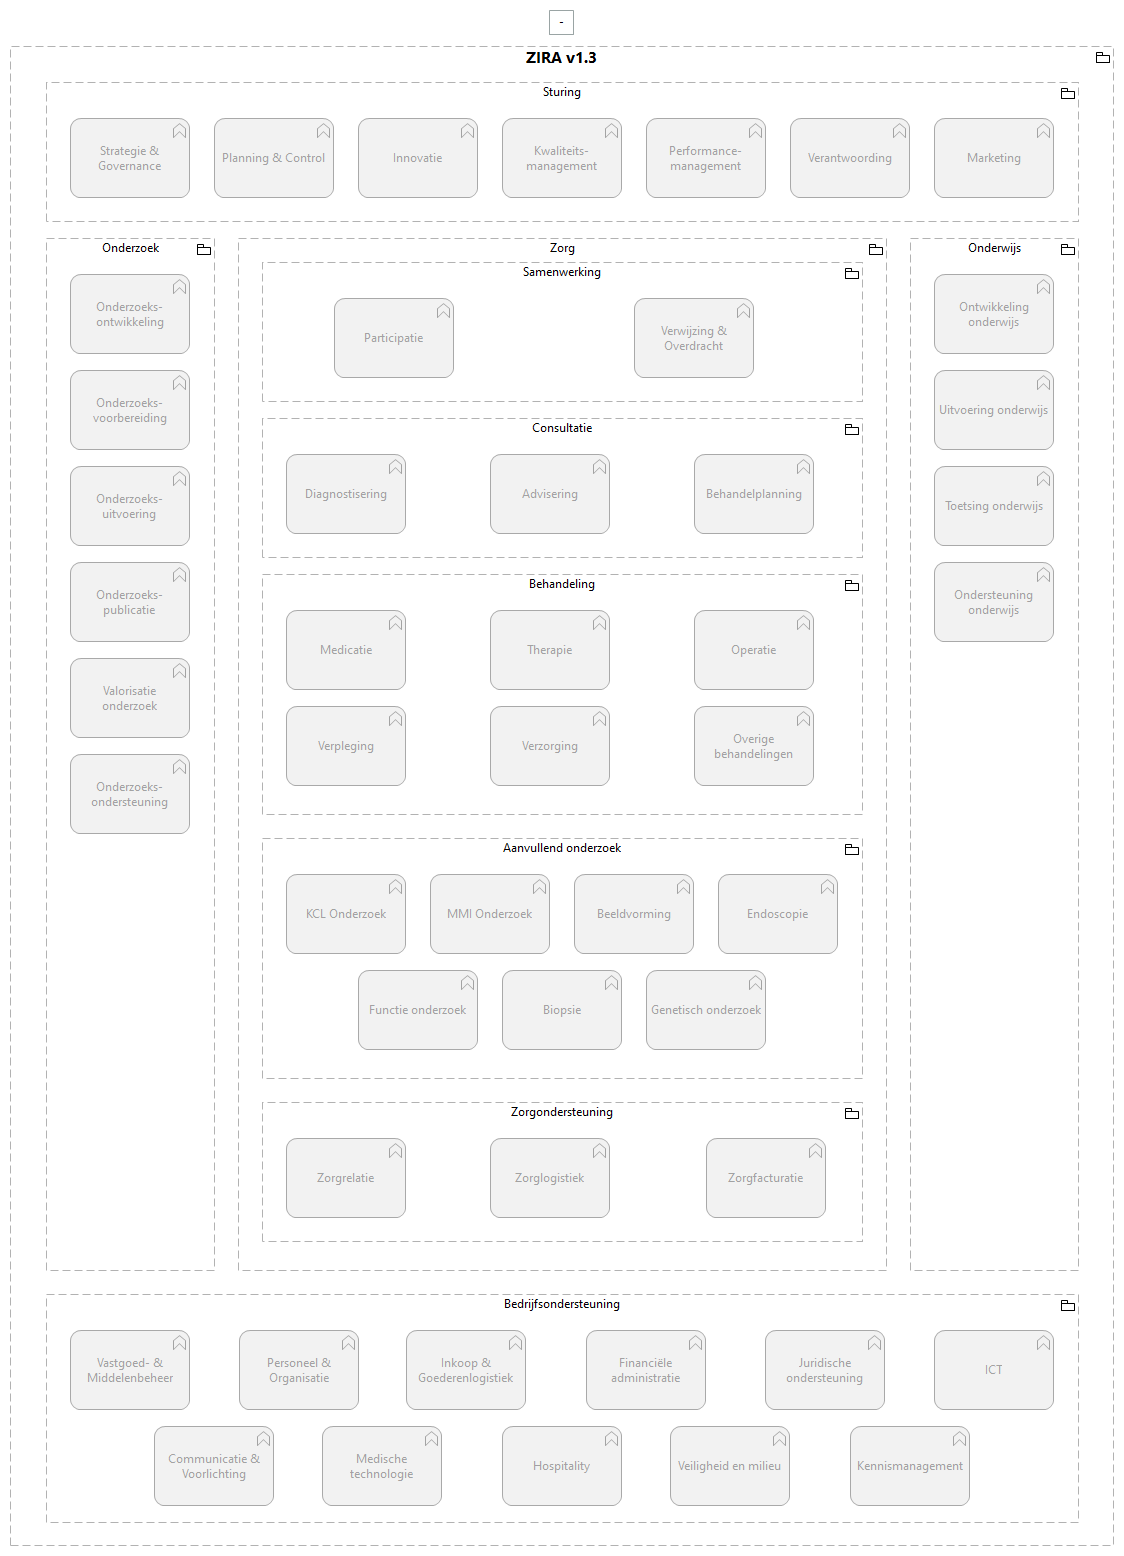 -
ZIRA v1.3
Sturing
Strategie &
Governance
Planning & Control
Innovatie
Kwaliteits-
management
Performance-
management
Verantwoording
Marketing
Onderzoek
Onderzoeks-
ontwikkeling
Onderzoeks-
voorbereiding
Onderzoeks-
uitvoering
Onderzoeks-
publicatie
Valorisatie
onderzoek
Onderzoeks-
ondersteuning
Zorg
Samenwerking
Participatie
Verwijzing &
Overdracht
Consultatie
Diagnostisering
Advisering
Behandelplanning
Behandeling
Medicatie
Therapie
Operatie
Verpleging
Verzorging
Overige
behandelingen
Aanvullend onderzoek
KCL Onderzoek
MMI Onderzoek
Beeldvorming
Endoscopie
Functie onderzoek
Biopsie
Genetisch onderzoek
Zorgondersteuning
Zorgrelatie
Zorglogistiek
Zorgfacturatie
Onderwijs
Ontwikkeling
onderwijs
Uitvoering onderwijs
Toetsing onderwijs
Ondersteuning
onderwijs
Bedrijfsondersteuning
Vastgoed- &
Middelenbeheer
Personeel &
Organisatie
Inkoop &
Goederenlogistiek
Financiële
administratie
Juridische
ondersteuning
ICT
Communicatie &
Voorlichting
Medische
technologie
Hospitality
Veiligheid en milieu
Kennismanagement